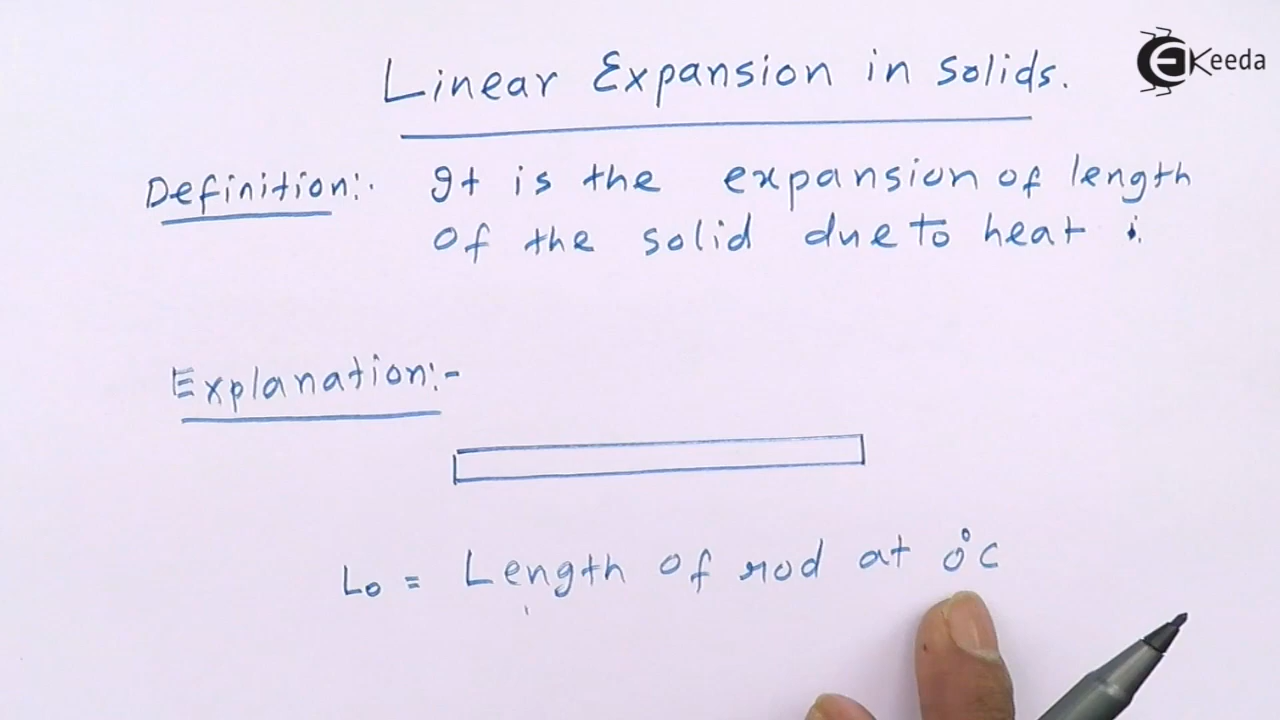 Linear Expansion in Solids.
EKeeda
Definition:. It is the expansion of length
of the solid due to heat .
Explanation:-
L₀ = Length of rod at 0°C